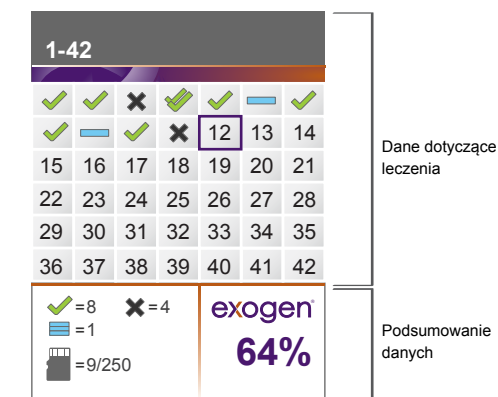 1-42
12 13 14
15 16 17 18 19 20 21
22 23 24 25 26 27 28
29 30 31 32 33 34 35
36 37 38 39 40 41 42
=8 =4
=1
=9/250
exogen
64%
Dane dotyczące
leczenia
Podsumowanie
danych